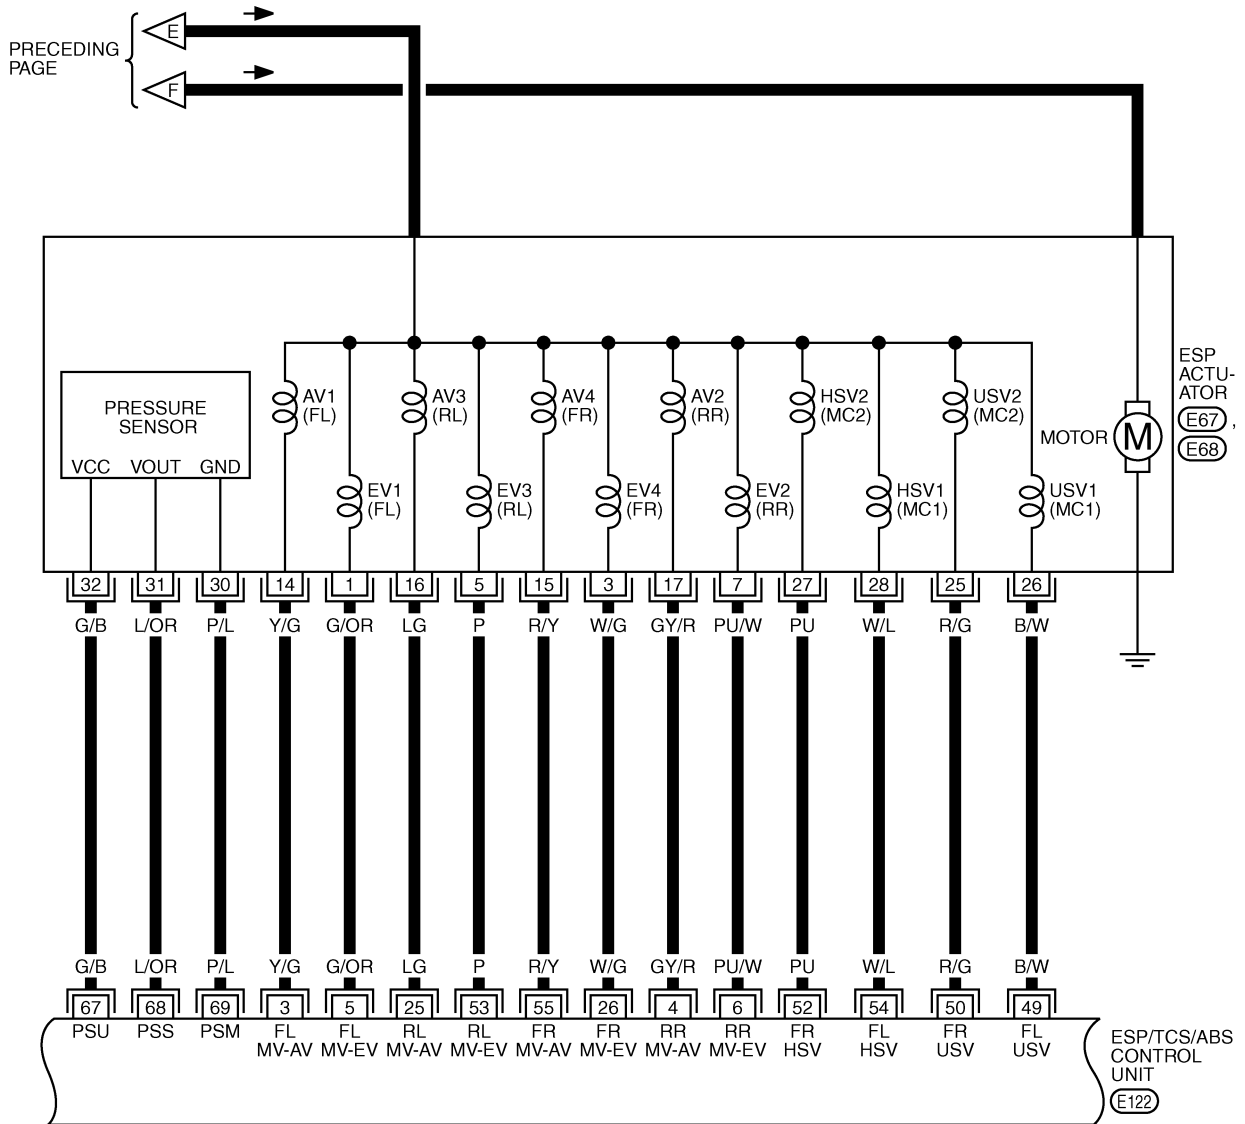 E
PRECEDING
PAGE
F
ESP
ACTU-
ATOR
E67 ,
E68
PRESSURE
SENSOR
VCC VOUT GND
AV1
(FL)
AV3
(RL)
AV4
(FR)
AV2
(RR)
HSV2
(MC2)
USV2
(MC2)
MOTOR
M
EV1
(FL)
EV3
(RL)
EV4
(FR)
EV2
(RR)
HSV1
(MC1)
USV1
(MC1)
32 31 30 14 1 16 5 15 3 17 7 27 28 25 26
G/B L/OR P/L Y/G G/OR LG P R/Y W/G GY/R PU/W PU W/L R/G B/W
G/B L/OR P/L Y/G G/OR LG P R/Y W/G GY/R PU/W PU W/L R/G B/W
67 68 69 3 5 25 53 55 26 4 6 52 54 50 49
PSU PSS PSM FL FL RL RL FR FR RR RR FR FL FR FL
MV-AV MV-EV MV-AV MV-EV MV-AV MV-EV MV-AV MV-EV HSV HSV USV USV
ESP/TCS/ABS
CONTROL
UNIT
E122